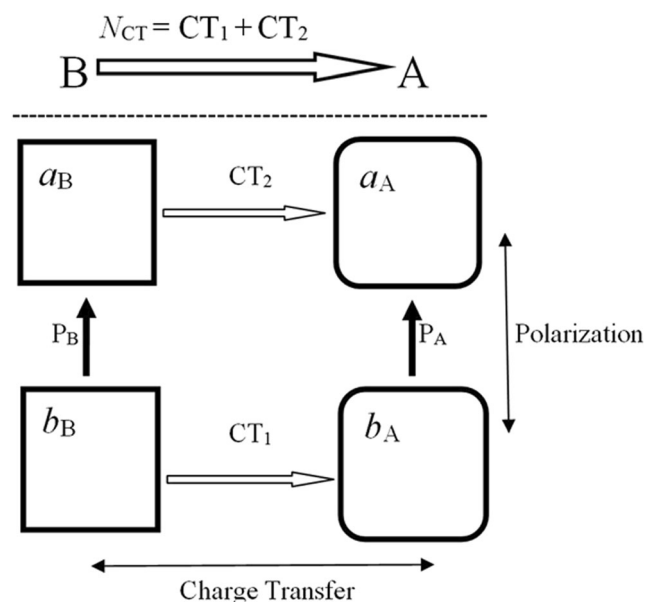 N_CT = CT₁ + CT₂
B A
a_B CT₂ a_A
P_B P_A Polarization
b_B CT₁ b_A
Charge Transfer